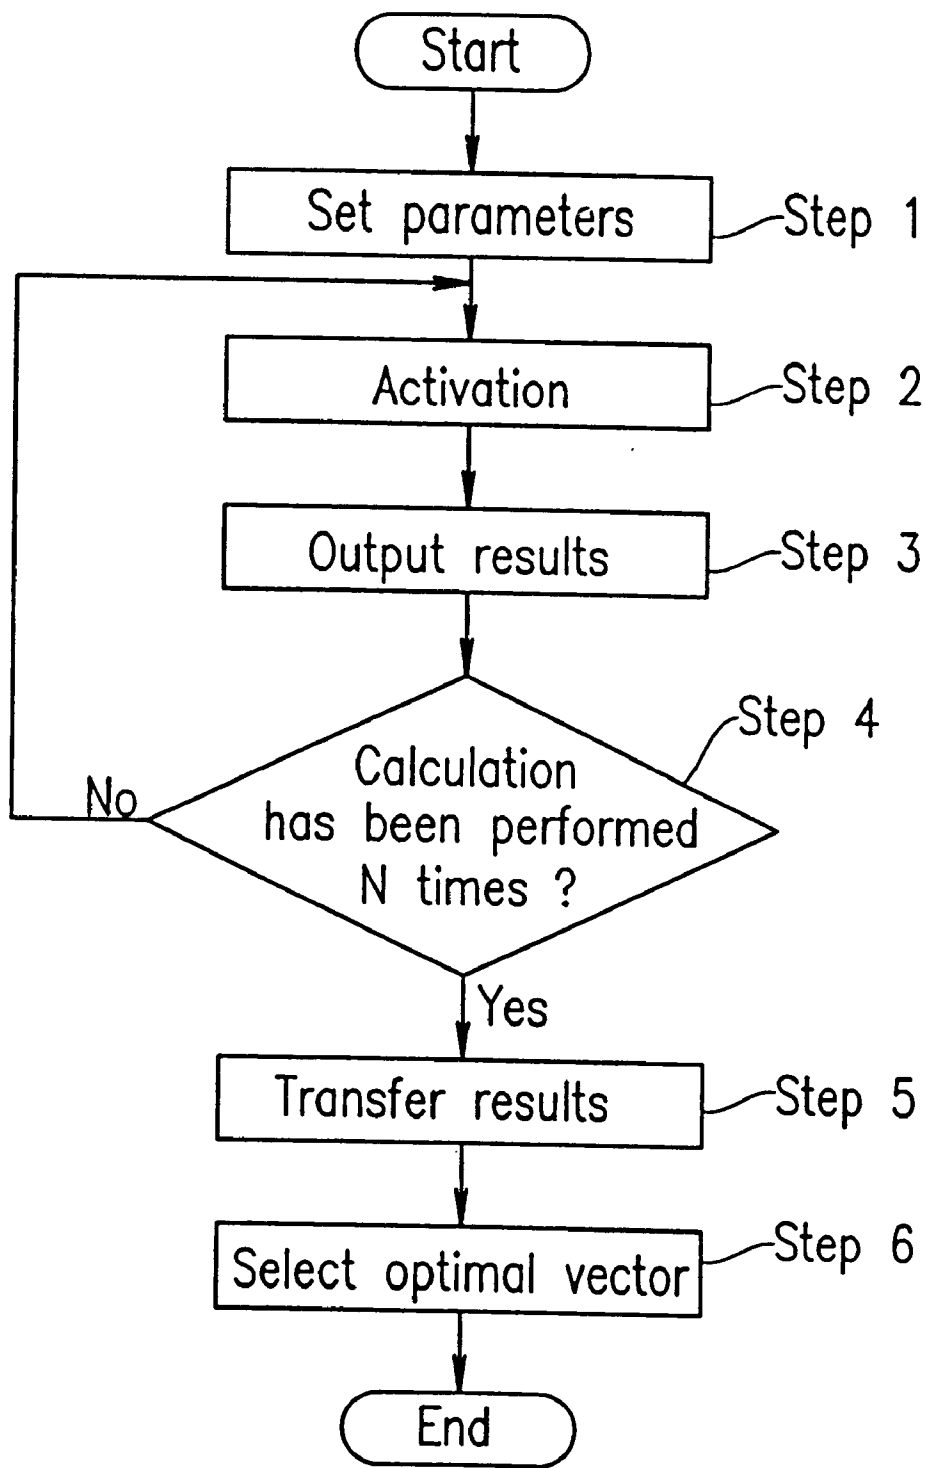 Start
Set parameters
Step 1
Activation
Step 2
Output results
Step 3
Step 4
Calculation
has been performed
N times ?
No
Yes
Transfer results
Step 5
Select optimal vector
Step 6
End